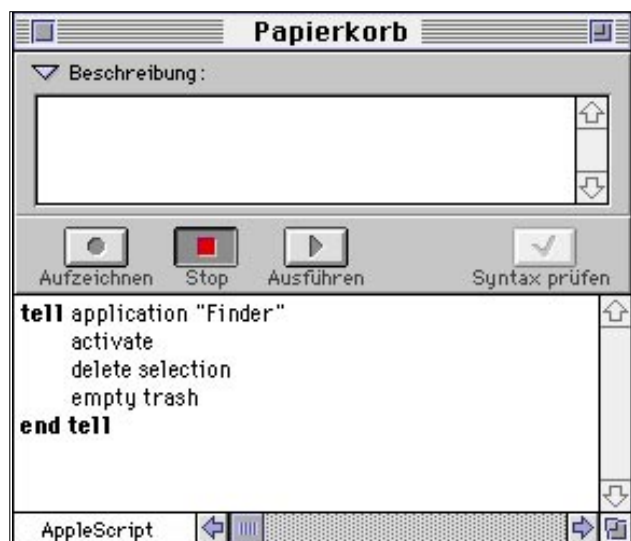 Papierkorb
Beschreibung:
Aufzeichnen Stop Ausführen Syntax prüfen
tell application "Finder"
activate
delete selection
empty trash
end tell
AppleScript